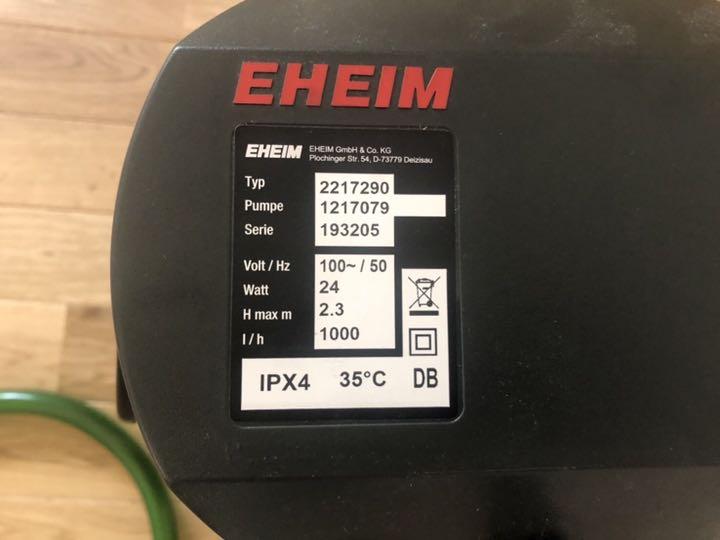 EHEIM
EHEIM EHEIM GmbH & Co. KG
Plochinger Str. 54, D-73779 Deizisau
Typ 2217290
Pumpe 1217079
Serie 193205
Volt / Hz 100~ / 50
Watt 24
H max m 2.3
l / h 1000
IPX4 35°C DB